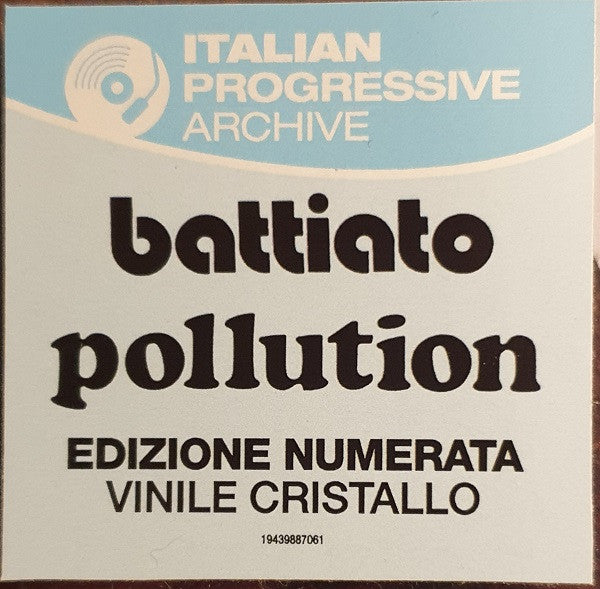 ITALIAN
PROGRESSIVE
ARCHIVE
battiato
pollution
EDIZIONE NUMERATA
VINILE CRISTALLO
19439887061